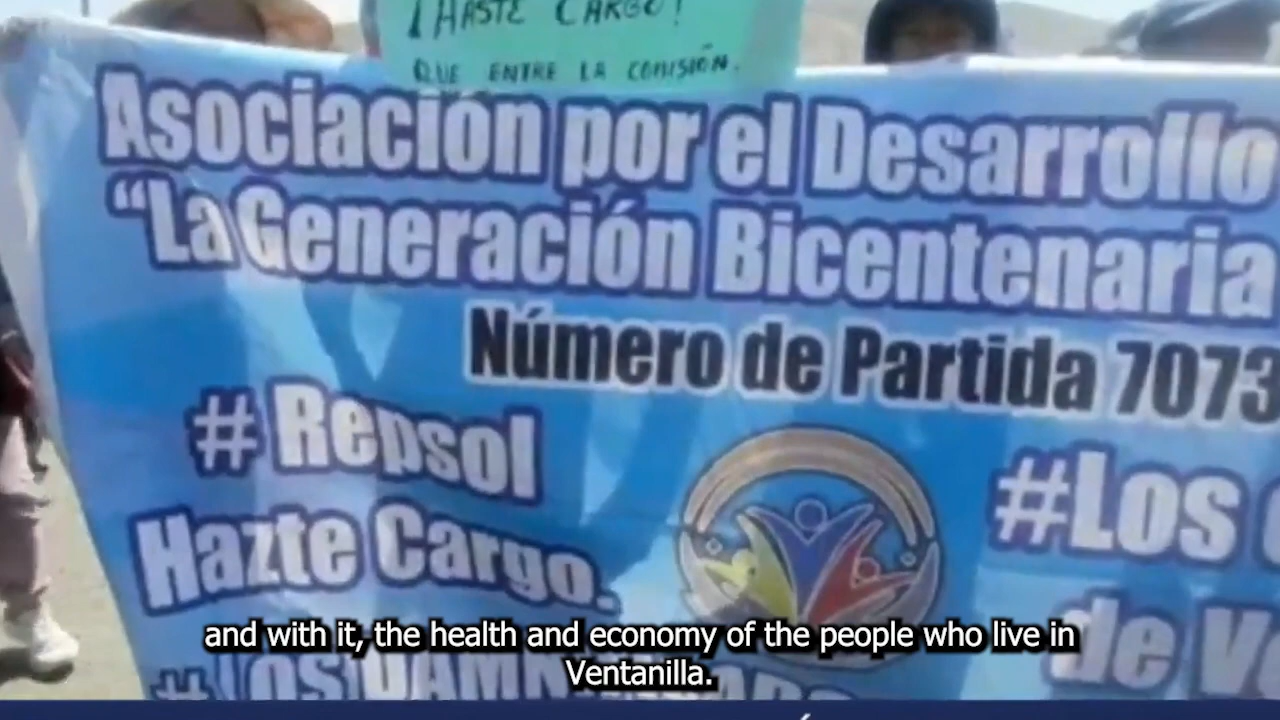 ¡HASTE CARGO!
QUE ENTRE LA COMISIÓN.
Asociación por el Desarrollo
"La Generación Bicentenaria
Número de Partida 7073
# Repsol
Hazte Cargo.
#Los
de Ve
and with it, the health and economy of the people who live in
Ventanilla.